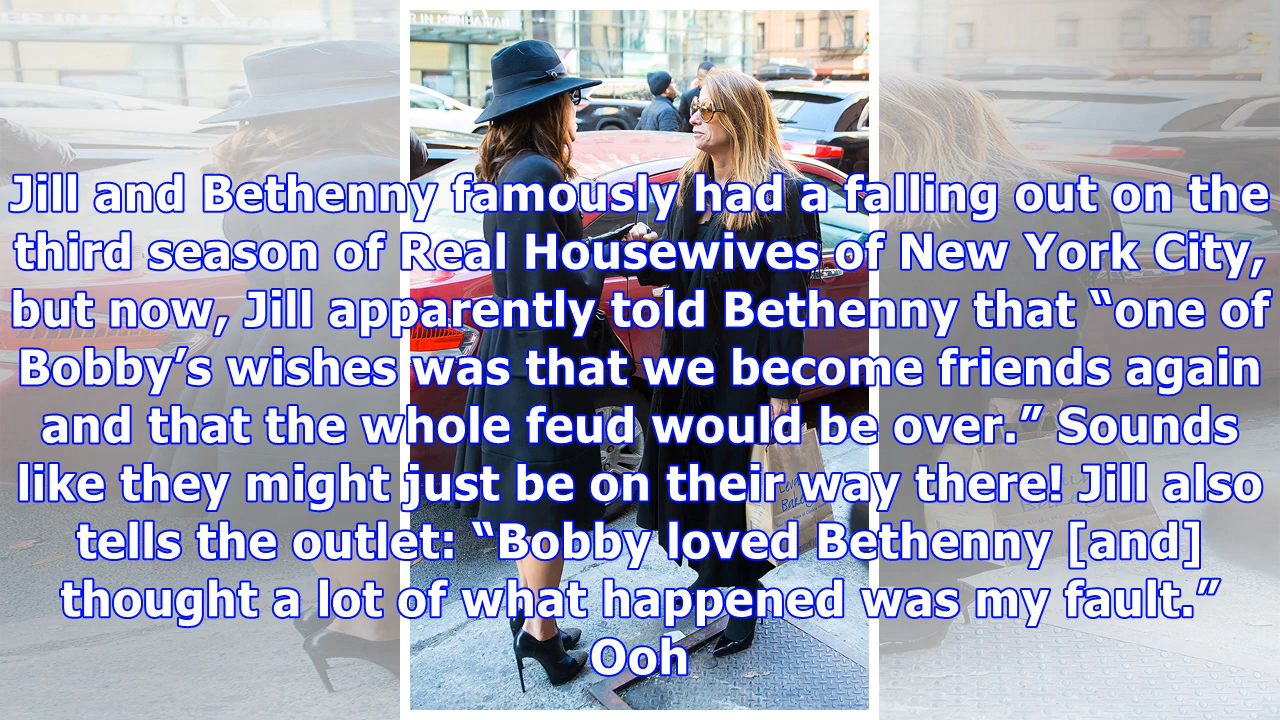 Jill and Bethenny famously had a falling out on the
third season of Real Housewives of New York City,
but now, Jill apparently told Bethenny that “one of
Bobby’s wishes was that we become friends again
and that the whole feud would be over.” Sounds
like they might just be on their way there! Jill also
tells the outlet: “Bobby loved Bethenny [and]
thought a lot of what happened was my fault.”
Ooh